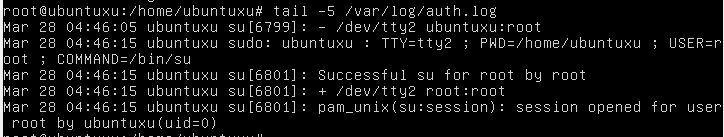 root@ubuntuxu:/home/ubuntuxu# tail -5 /var/log/auth.log
Mar 28 04:46:05 ubuntuxu su[6799]: - /dev/tty2 ubuntuxu:root
Mar 28 04:46:15 ubuntuxu sudo: ubuntuxu : TTY=tty2 ; PWD=/home/ubuntuxu ; USER=r
oot ; COMMAND=/bin/su
Mar 28 04:46:15 ubuntuxu su[6801]: Successful su for root by root
Mar 28 04:46:15 ubuntuxu su[6801]: + /dev/tty2 root:root
Mar 28 04:46:15 ubuntuxu su[6801]: pam_unix(su:session): session opened for user
root by ubuntuxu(uid=0)
root@ubuntuxu:/home/ubuntuxu#